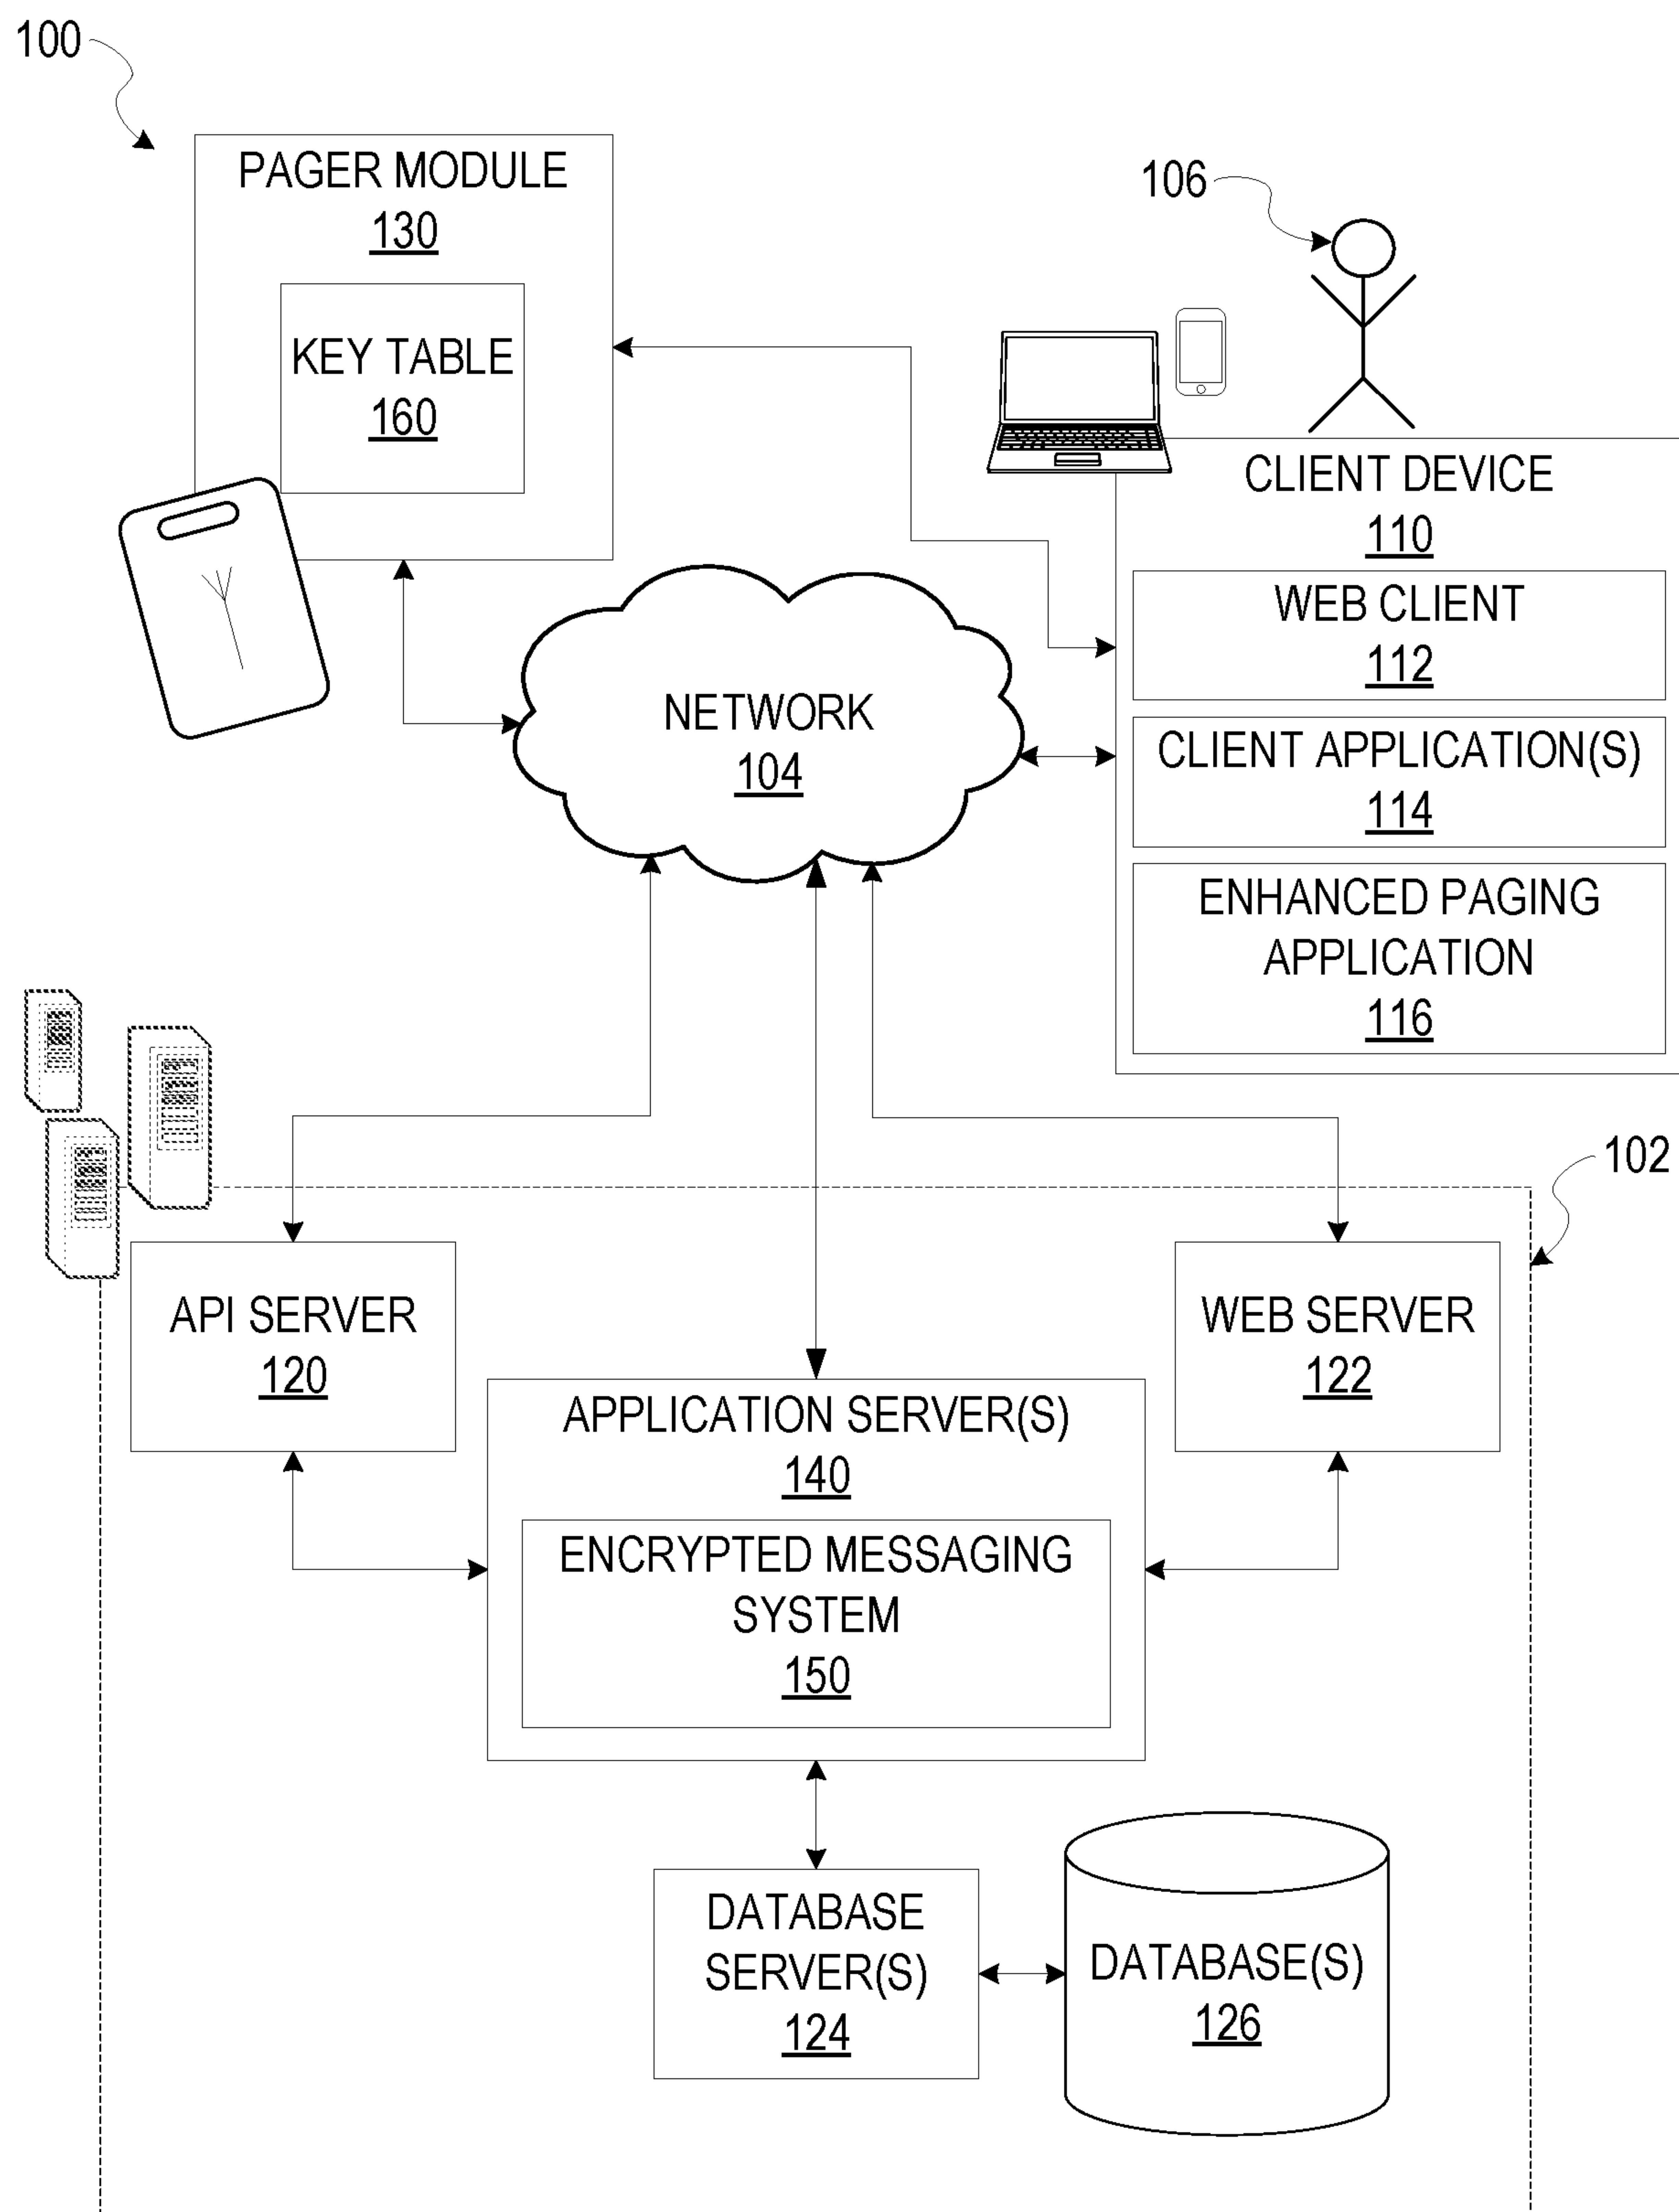 100
PAGER MODULE
130
KEY TABLE
160
106
CLIENT DEVICE
110
WEB CLIENT
112
CLIENT APPLICATION(S)
114
ENHANCED PAGING
APPLICATION
116
NETWORK
104
102
API SERVER
120
WEB SERVER
122
APPLICATION SERVER(S)
140
ENCRYPTED MESSAGING
SYSTEM
150
DATABASE
SERVER(S)
124
DATABASE(S)
126